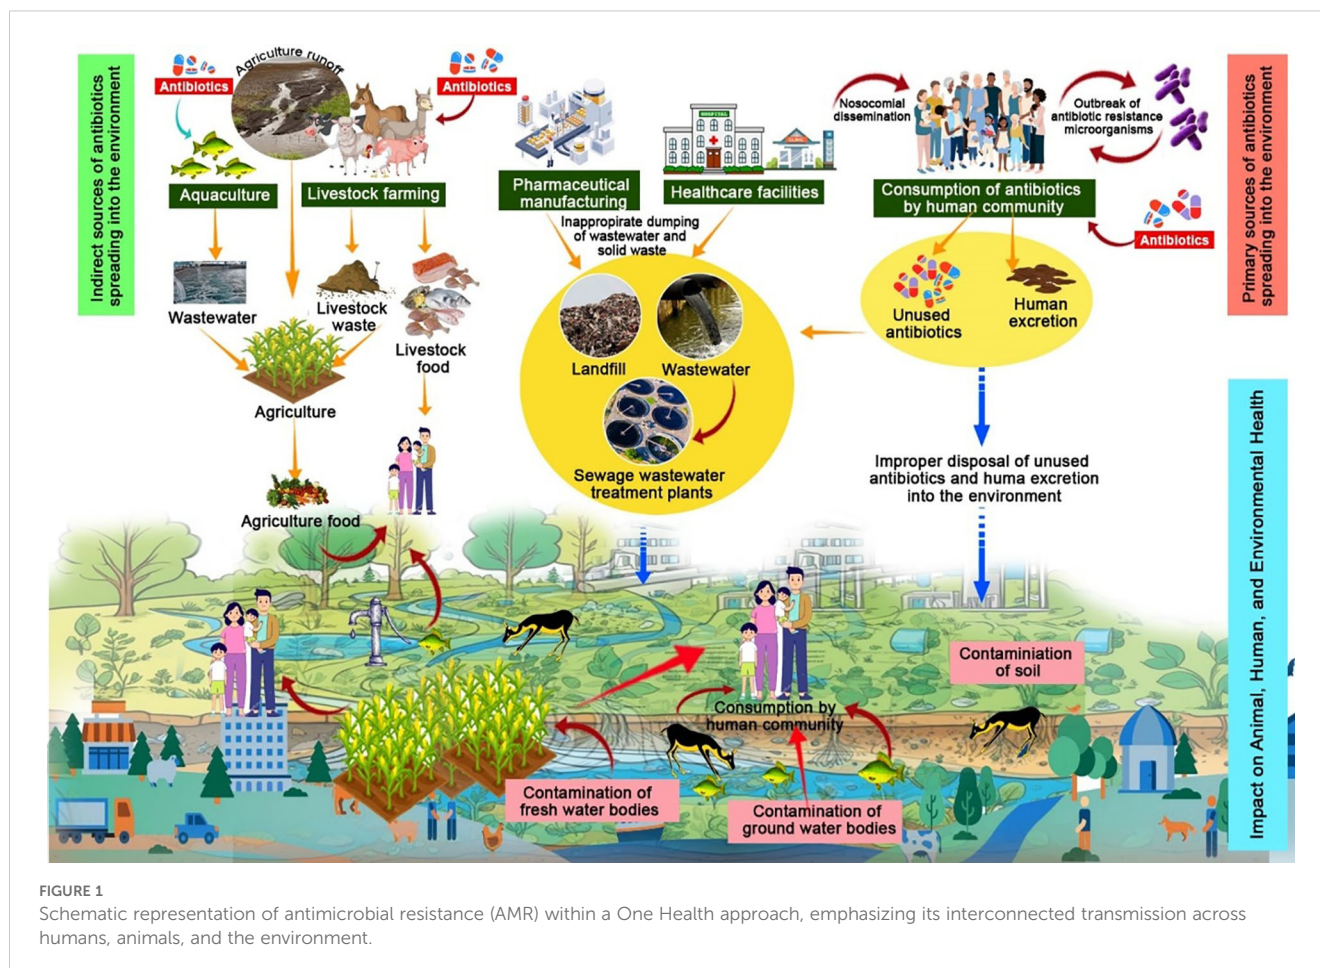 Indirect sources of antibiotics
spreading into the environment
Antibiotics
Agriculture runoff
Antibiotics
Aquaculture
Livestock farming
Wastewater
Livestock
waste
Livestock
food
Agriculture
Agriculture food
Pharmaceutical
manufacturing
HOSPITAL
CLINIC
Healthcare facilities
Inapproipirate dumping
of wastewater and
solid waste
Landfill
Wastewater
Sewage wastewater
treatment plants
Nosocomial
dissemination
Outbreak of
antibiotic resistance
microorganisms
Consumption of antibiotics
by human community
Antibiotics
Unused
antibiotics
Human
excretion
Improper disposal of unused
antibiotics and huma excretion
into the environment
Primary sources of antibiotics
spreading into the environment
Impact on Animal, Human, and Environmental Health
Contaminiation
of soil
Consumption by
human community
Contamination of
fresh water bodies
Contamination of
ground water bodies
FIGURE 1
Schematic representation of antimicrobial resistance (AMR) within a One Health approach, emphasizing its interconnected transmission across
humans, animals, and the environment.